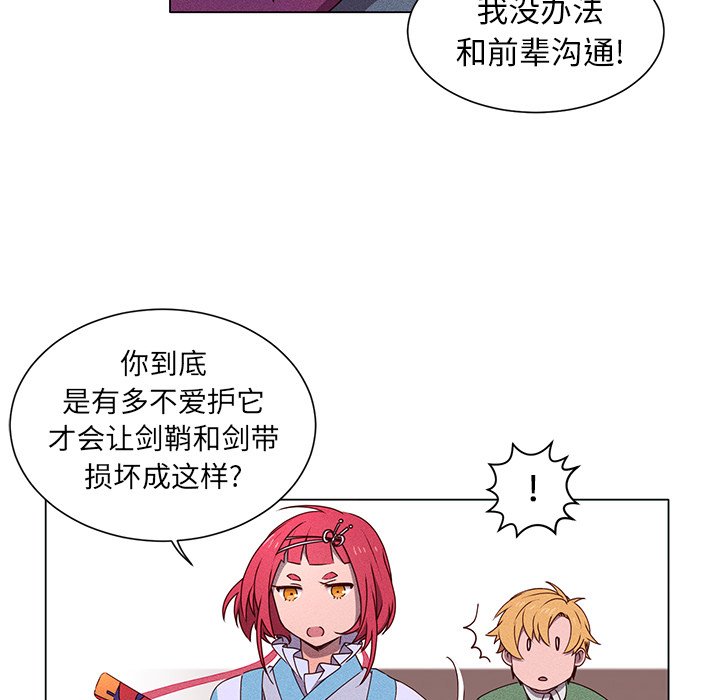 我没办法
和前辈沟通!
你到底
是有多不爱护它
才会让剑鞘和剑带
损坏成这样?
!